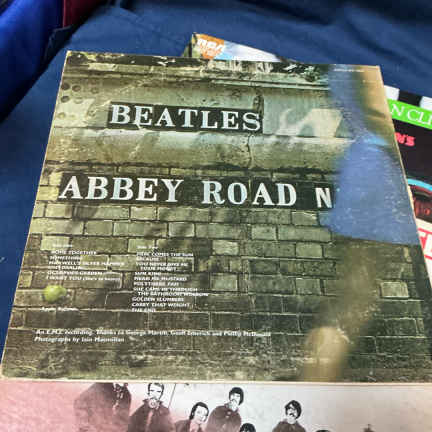 RCA
BEATLES
ABBEY ROAD N
COME TOGETHER
SOMETHING
MAXWELL'S SILVER HAMMER
OH! DARLING
OCTOPUS'S GARDEN
I WANT YOU (She's so heavy)
HERE COMES THE SUN
BECAUSE
YOU NEVER GIVE ME
YOUR MONEY
SUN KING
MEAN MR MUSTARD
POLYTHENE PAM
SHE CAME IN THROUGH
THE BATHROOM WINDOW
GOLDEN SLUMBERS
CARRY THAT WEIGHT
THE END
An E.M.I. recording. Thanks to George Martin, Geoff Emerick and Phillip McDonald
Photographs by Iain Macmillan
N CLI
N'S